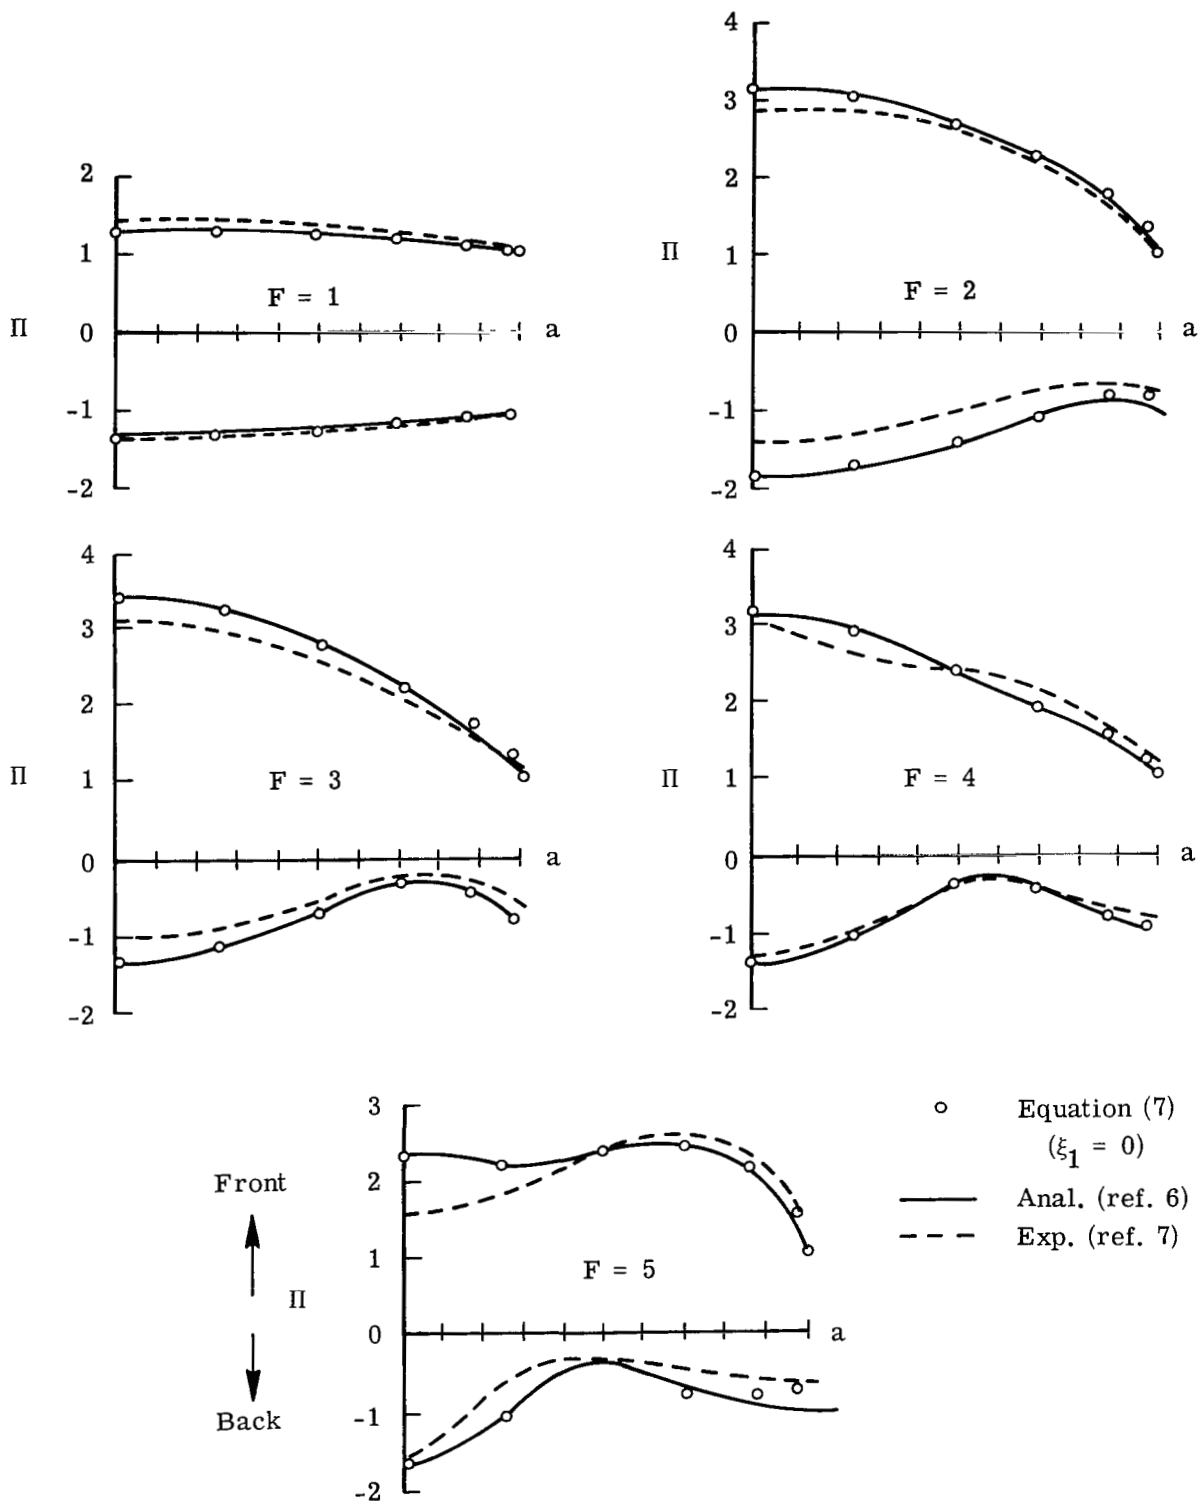 2
1
Π
0
-1
-2
F = 1
a
4
3
2
1
Π
0
-1
-2
F = 2
a
4
3
2
1
Π
0
-1
-2
F = 3
a
4
3
2
1
Π
0
-1
-2
F = 4
a
3
2
1
0
-1
-2
Front
Π
Back
F = 5
a
Equation (7)
(ξ₁ = 0)
Anal. (ref. 6)
Exp. (ref. 7)